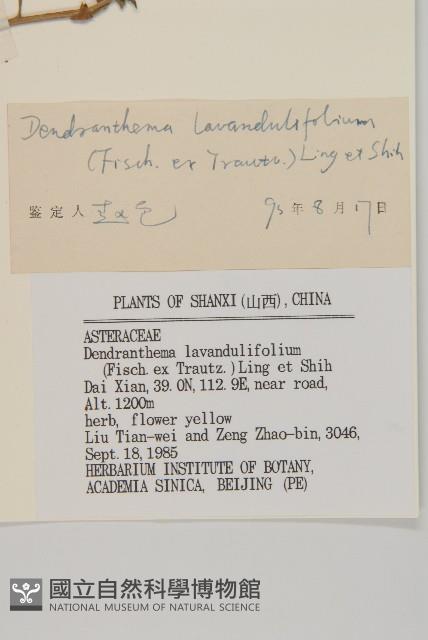 Dendranthema lavandulifolium
(Fisch. ex Trautv.) Ling et Shih
鉴定人
95年8月17日
PLANTS OF SHANXI (山西), CHINA
ASTERACEAE
Dendranthema lavandulifolium
(Fisch. ex Trautz.) Ling et Shih
Dai Xian, 39.0N, 112.9E, near road,
Alt. 1200m
herb, flower yellow
Liu Tian-wei and Zeng Zhao-bin, 3046,
Sept. 18, 1985
HERBARIUM INSTITUTE OF BOTANY,
ACADEMIA SINICA, BEIJING (PE)
國立自然科學博物館
NATIONAL MUSEUM OF NATURAL SCIENCE